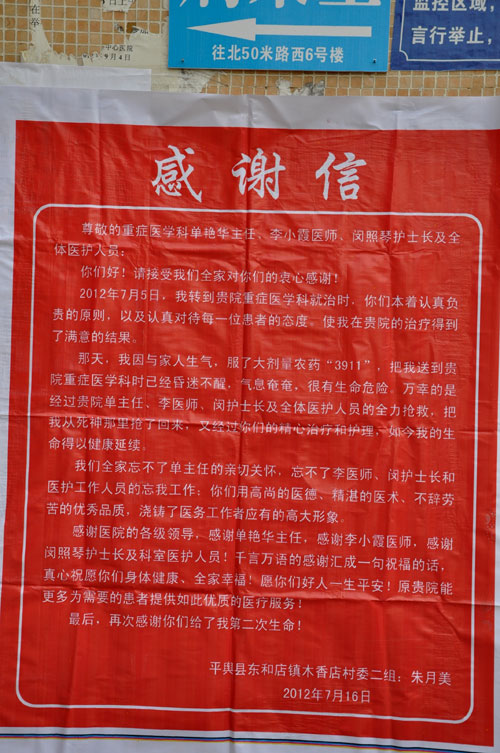 往北50米路西6号楼
监控区域，
言行举止，
中心医院
9月4日
感谢信
尊敬的重症医学科单艳华主任、李小霞医师、闵照琴护士长及全
体医护人员：
你们好！请接受我们全家对你们的衷心感谢！
2012年7月5日，我转到贵院重症医学科就治时，你们本着认真负
责的原则，以及认真对待每一位患者的态度，使我在贵院的治疗得到
了满意的结果。
那天，我因与家人生气，服了大剂量农药“3911”，把我送到贵
院重症医学科时已经昏迷不醒，气息奄奄，很有生命危险。万幸的是
经过贵院单主任、李医师、闵护士长及全体医护人员的全力抢救，把
我从死神那里抢了回来，又经过你们的精心治疗和护理，如今我的生
命得以健康延续。
我们全家忘不了单主任的亲切关怀，忘不了李医师、闵护士长和
医护工作人员的忘我工作；你们用高尚的医德、精湛的医术、不辞劳
苦的优秀品质，浇铸了医务工作者应有的高大形象。
感谢医院的各级领导，感谢单艳华主任，感谢李小霞医师，感谢
闵照琴护士长及科室医护人员！千言万语的感谢汇成一句祝福的话，
真心祝愿你们身体健康、全家幸福！愿你们好人一生平安！原贵院能
更多为需要的患者提供如此优质的医疗服务！
最后，再次感谢你们给了我第二次生命！
平舆县东和店镇木香店村委二组：朱月美
2012年7月16日